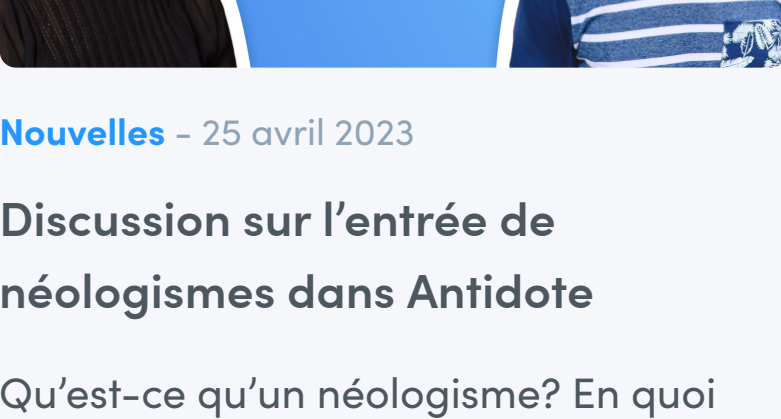 Nouvelles - 25 avril 2023
Discussion sur l’entrée de
néologismes dans Antidote
Qu’est-ce qu’un néologisme? En quoi